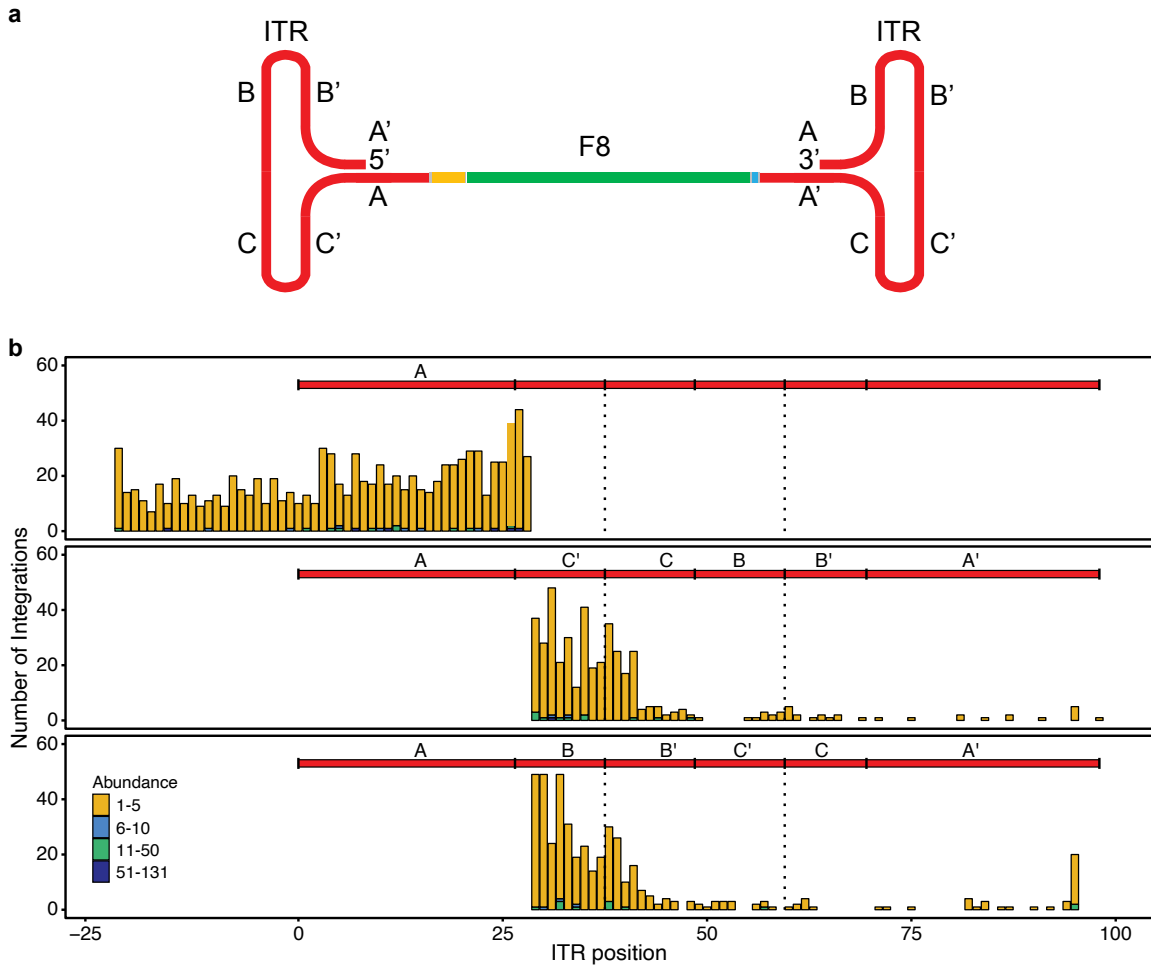 a
ITR ITR
B B' B B'
A' A
5' F8 3'
A A'
C C' C C'
b
60
A
40
20
0
60
A C' C B B' A'
40
20
0
60
A B B' C' C A'
Abundance
40
1-5
6-10
20
11-50
51-131
0
Number of Integrations
−25 0 25 50 75 100
ITR position